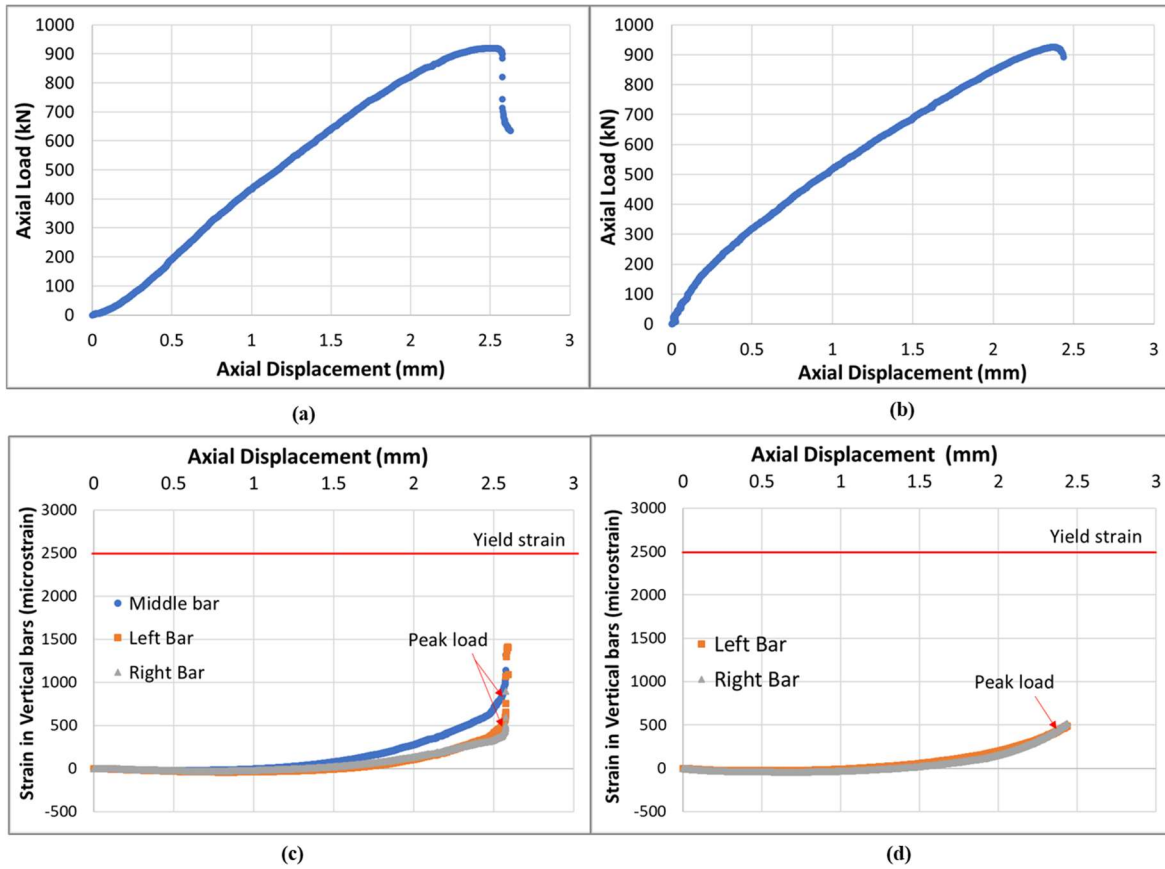 1000
900
800
700
600
500
400
300
200
100
0
Axial Load (kN)
0 0.5 1 1.5 2 2.5 3
Axial Displacement (mm)
(a)
1000
900
800
700
600
500
400
300
200
100
0
Axial Load (kN)
0 0.5 1 1.5 2 2.5 3
Axial Displacement (mm)
(b)
Axial Displacement (mm)
0 0.5 1 1.5 2 2.5 3
3000
2500
2000
1500
1000
500
0
-500
Strain in Vertical bars (microstrain)
Yield strain
Middle bar
Left Bar
Right Bar
Peak load
(c)
Axial Displacement (mm)
0 0.5 1 1.5 2 2.5 3
3000
2500
2000
1500
1000
500
0
-500
Strain in Vertical bars (microstrain)
Yield strain
Left Bar
Right Bar
Peak load
(d)